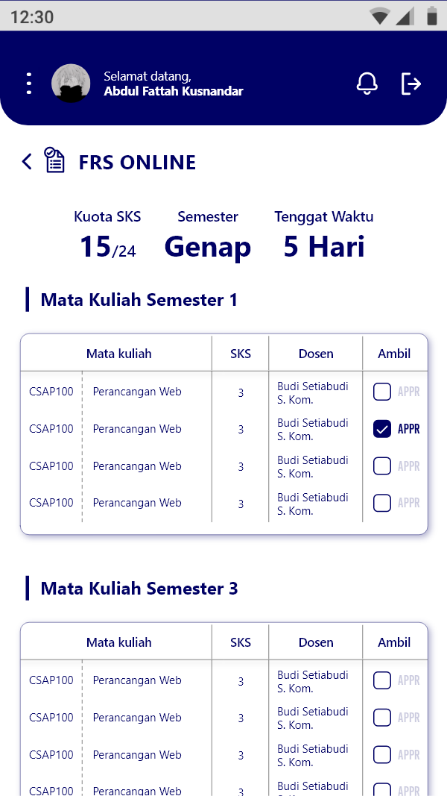 12:30
Selamat datang,
Abdul Fattah Kusnandar
FRS ONLINE
Kuota SKS Semester Tenggat Waktu
15/24 Genap 5 Hari
Mata Kuliah Semester 1
Mata kuliah SKS Dosen Ambil
CSAP100 Perancangan Web 3 Budi Setiabudi S. Kom. APPR
CSAP100 Perancangan Web 3 Budi Setiabudi S. Kom. APPR
CSAP100 Perancangan Web 3 Budi Setiabudi S. Kom. APPR
CSAP100 Perancangan Web 3 Budi Setiabudi S. Kom. APPR
Mata Kuliah Semester 3
Mata kuliah SKS Dosen Ambil
CSAP100 Perancangan Web 3 Budi Setiabudi S. Kom. APPR
CSAP100 Perancangan Web 3 Budi Setiabudi S. Kom. APPR
CSAP100 Perancangan Web 3 Budi Setiabudi S. Kom. APPR
CSAP100 Perancangan Web 3 Budi Setiabudi APPR